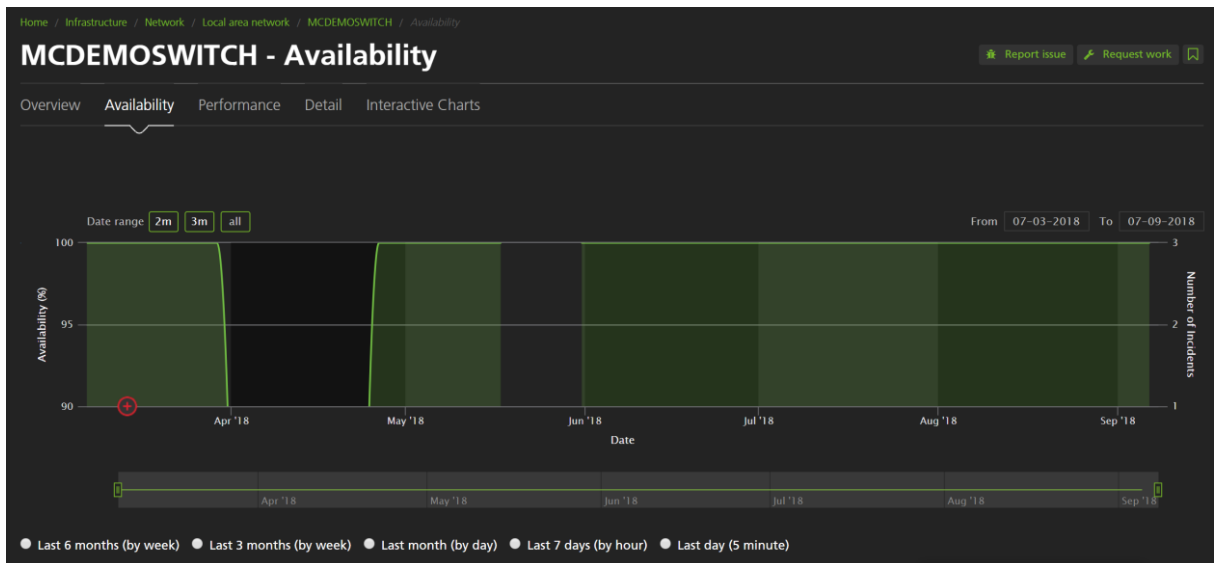 Home / Infrastructure / Network / Local area network / MCDEMOSWITCH / Availability
MCDEMOSWITCH - Availability
Report issue
Request work
Overview Availability Performance Detail Interactive Charts
Date range 2m 3m all
From 07-03-2018 To 07-09-2018
100
95
90
Availability (%)
3
2
1
Number of Incidents
Apr '18 May '18 Jun '18 Jul '18 Aug '18 Sep '18
Date
Apr '18 May '18 Jun '18 Jul '18 Aug '18 Sep '18
Last 6 months (by week) Last 3 months (by week) Last month (by day) Last 7 days (by hour) Last day (5 minute)